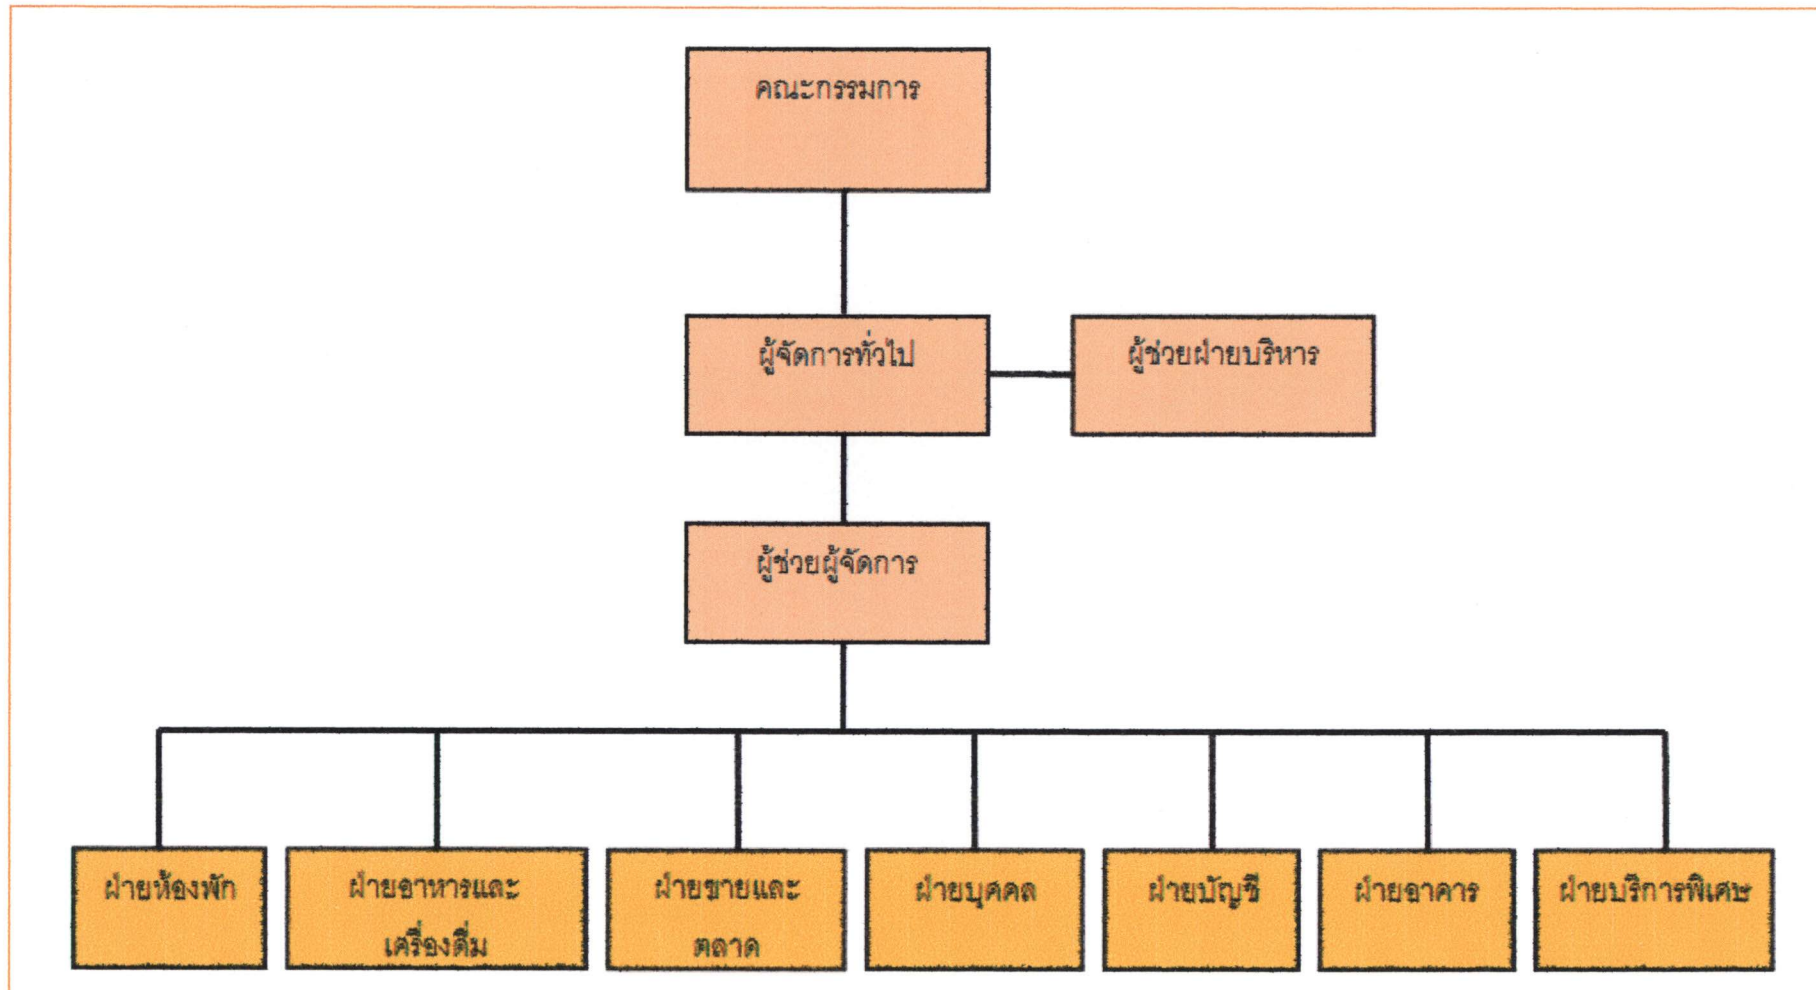 คณะกรรมการ
ผู้จัดการทั่วไป
ผู้ช่วยฝ่ายบริหาร
ผู้ช่วยผู้จัดการ
ฝ่ายห้องพัก
ฝ่ายอาหารและ
เครื่องดื่ม
ฝ่ายขายและ
ตลาด
ฝ่ายบุคคล
ฝ่ายบัญชี
ฝ่ายอาคาร
ฝ่ายบริการพิเศษ